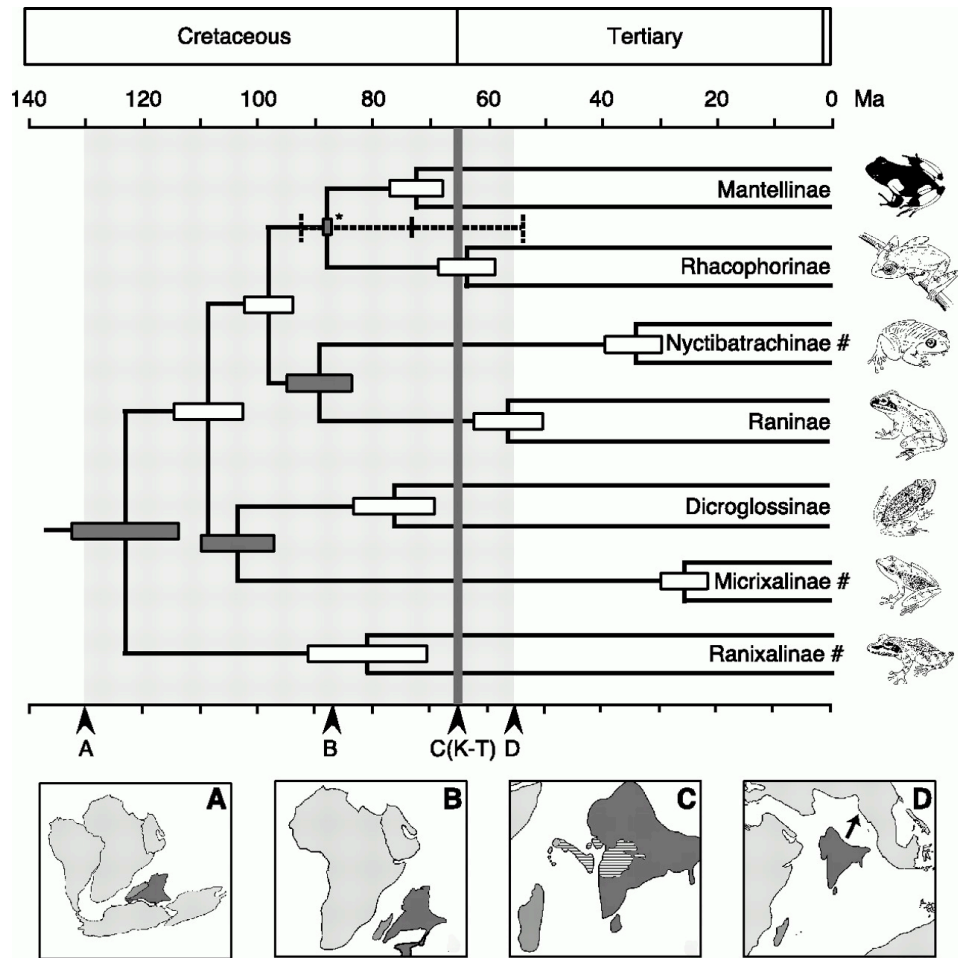 Cretaceous Tertiary
140 120 100 80 60 40 20 0 Ma
Mantellinae
*
Rhacophorinae
Nyctibatrachinae #
Raninae
Dicroglossinae
Micrixalinae #
Ranixalinae #
A B C(K-T) D
A B C D